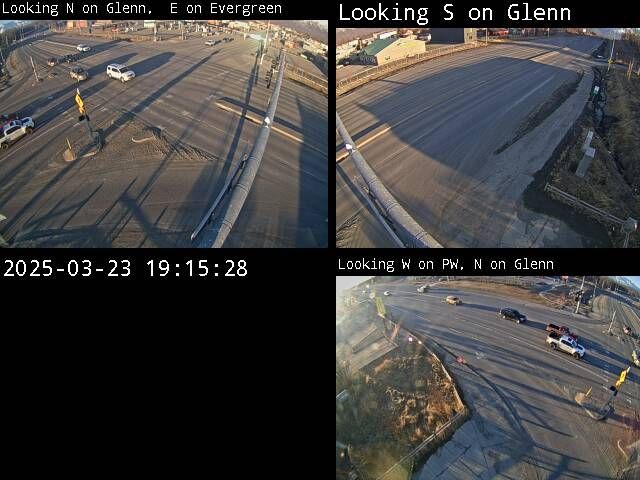 Looking N on Glenn,  E on Evergreen
Looking S on Glenn
2025-03-23 19:15:28
Looking W on PW, N on Glenn